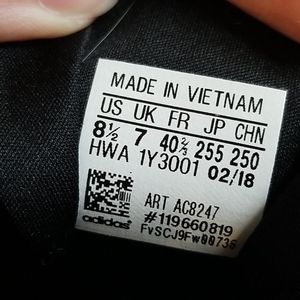 MADE IN VIETNAM
US UK FR JP CHN
8½ 7 40⅔ 255 250
HWA 1Y3001 02/18
ART AC8247
#119660819
adidas FvSCJ9Fw00736